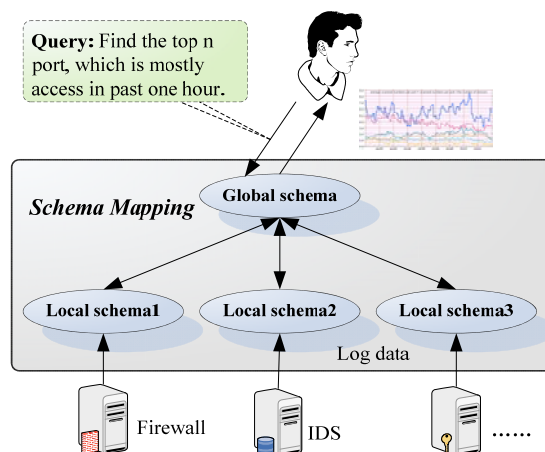 Query: Find the top n
port, which is mostly
access in past one hour.
Global schema
Schema Mapping
Local schema1
Local schema2
Local schema3
Log data
Firewall
IDS
......